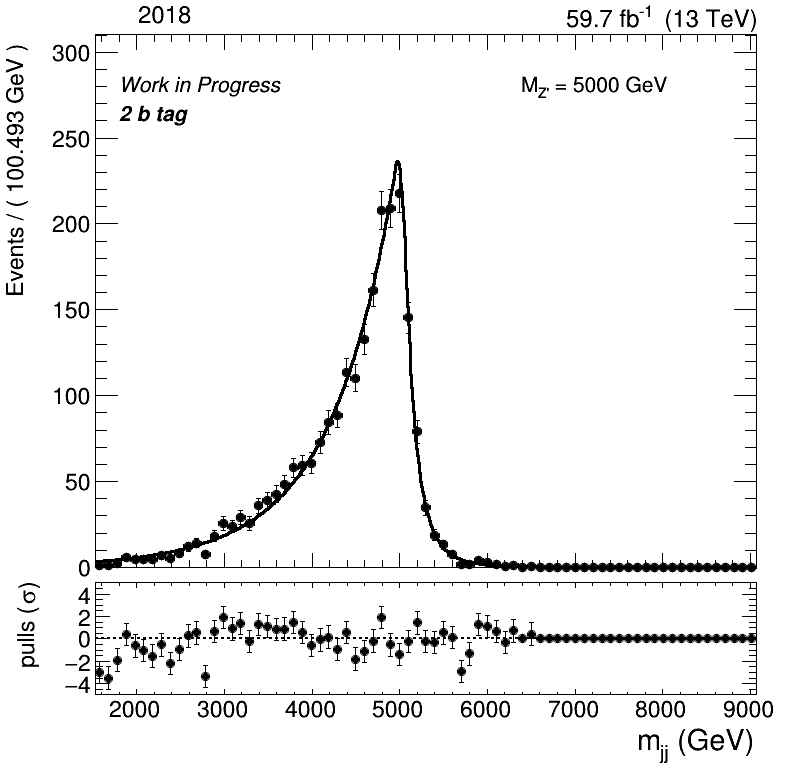 2018
59.7 fb⁻¹ (13 TeV)
Events / ( 100.493 GeV )
300
250
200
150
100
50
0
Work in Progress
2 b tag
M_Z' = 5000 GeV
pulls (σ)
4
2
0
−2
−4
2000 3000 4000 5000 6000 7000 8000 9000
m_jj (GeV)